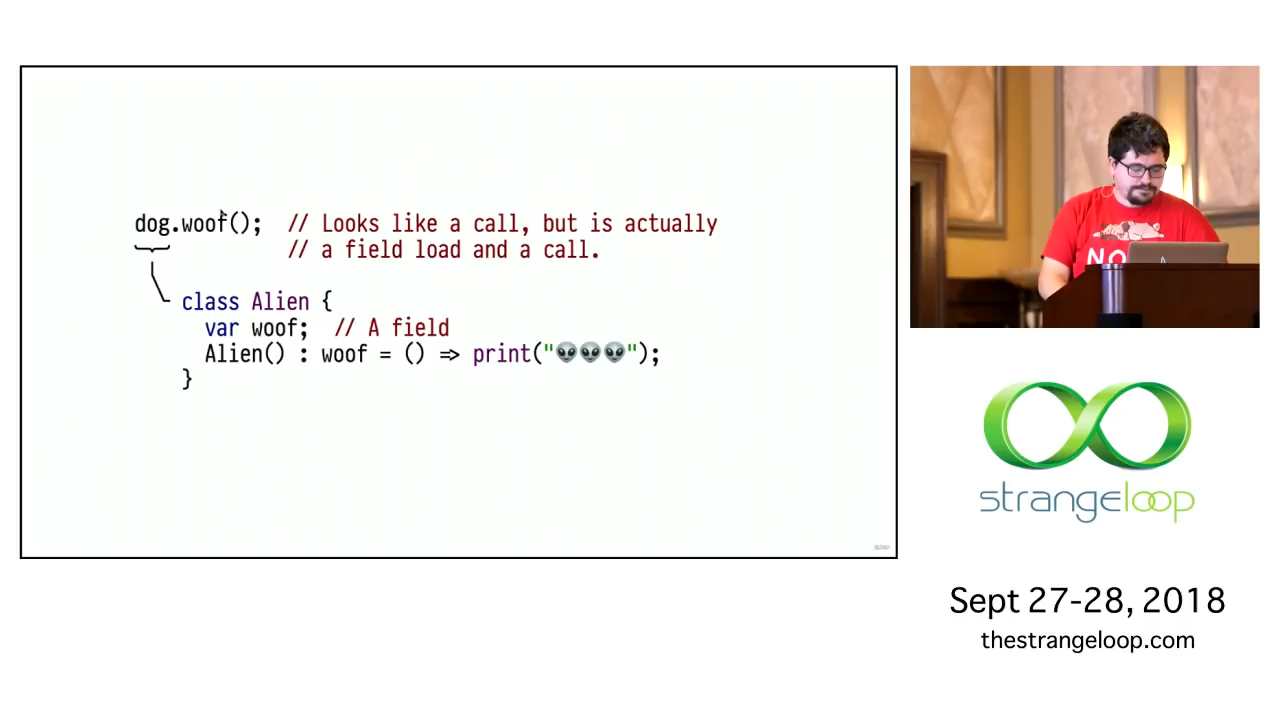 dog.woof();  // Looks like a call, but is actually
// a field load and a call.
class Alien {
var woof;  // A field
Alien() : woof = () => print("👽👽👽");
}
NO
strangeloop
Sept 27-28, 2018
thestrangeloop.com